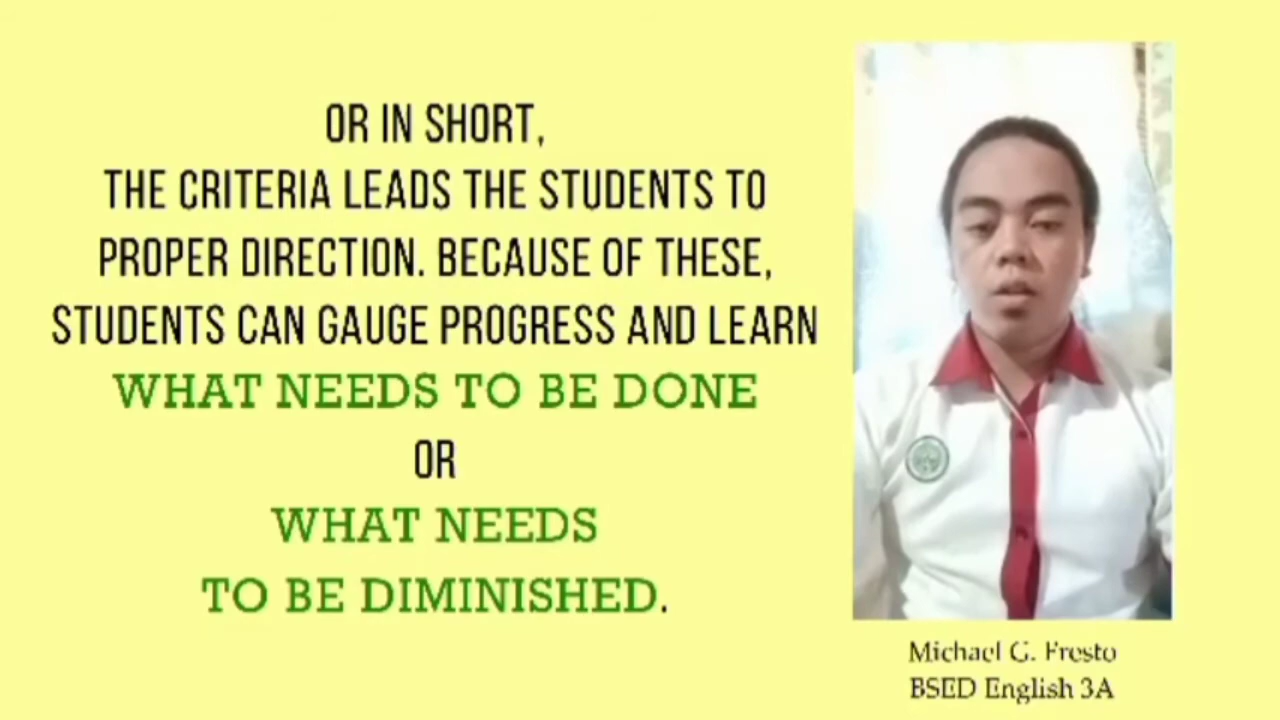 OR IN SHORT,
THE CRITERIA LEADS THE STUDENTS TO
PROPER DIRECTION. BECAUSE OF THESE,
STUDENTS CAN GAUGE PROGRESS AND LEARN
WHAT NEEDS TO BE DONE
OR
WHAT NEEDS
TO BE DIMINISHED.
Michael G. Fresto
BSED English 3A